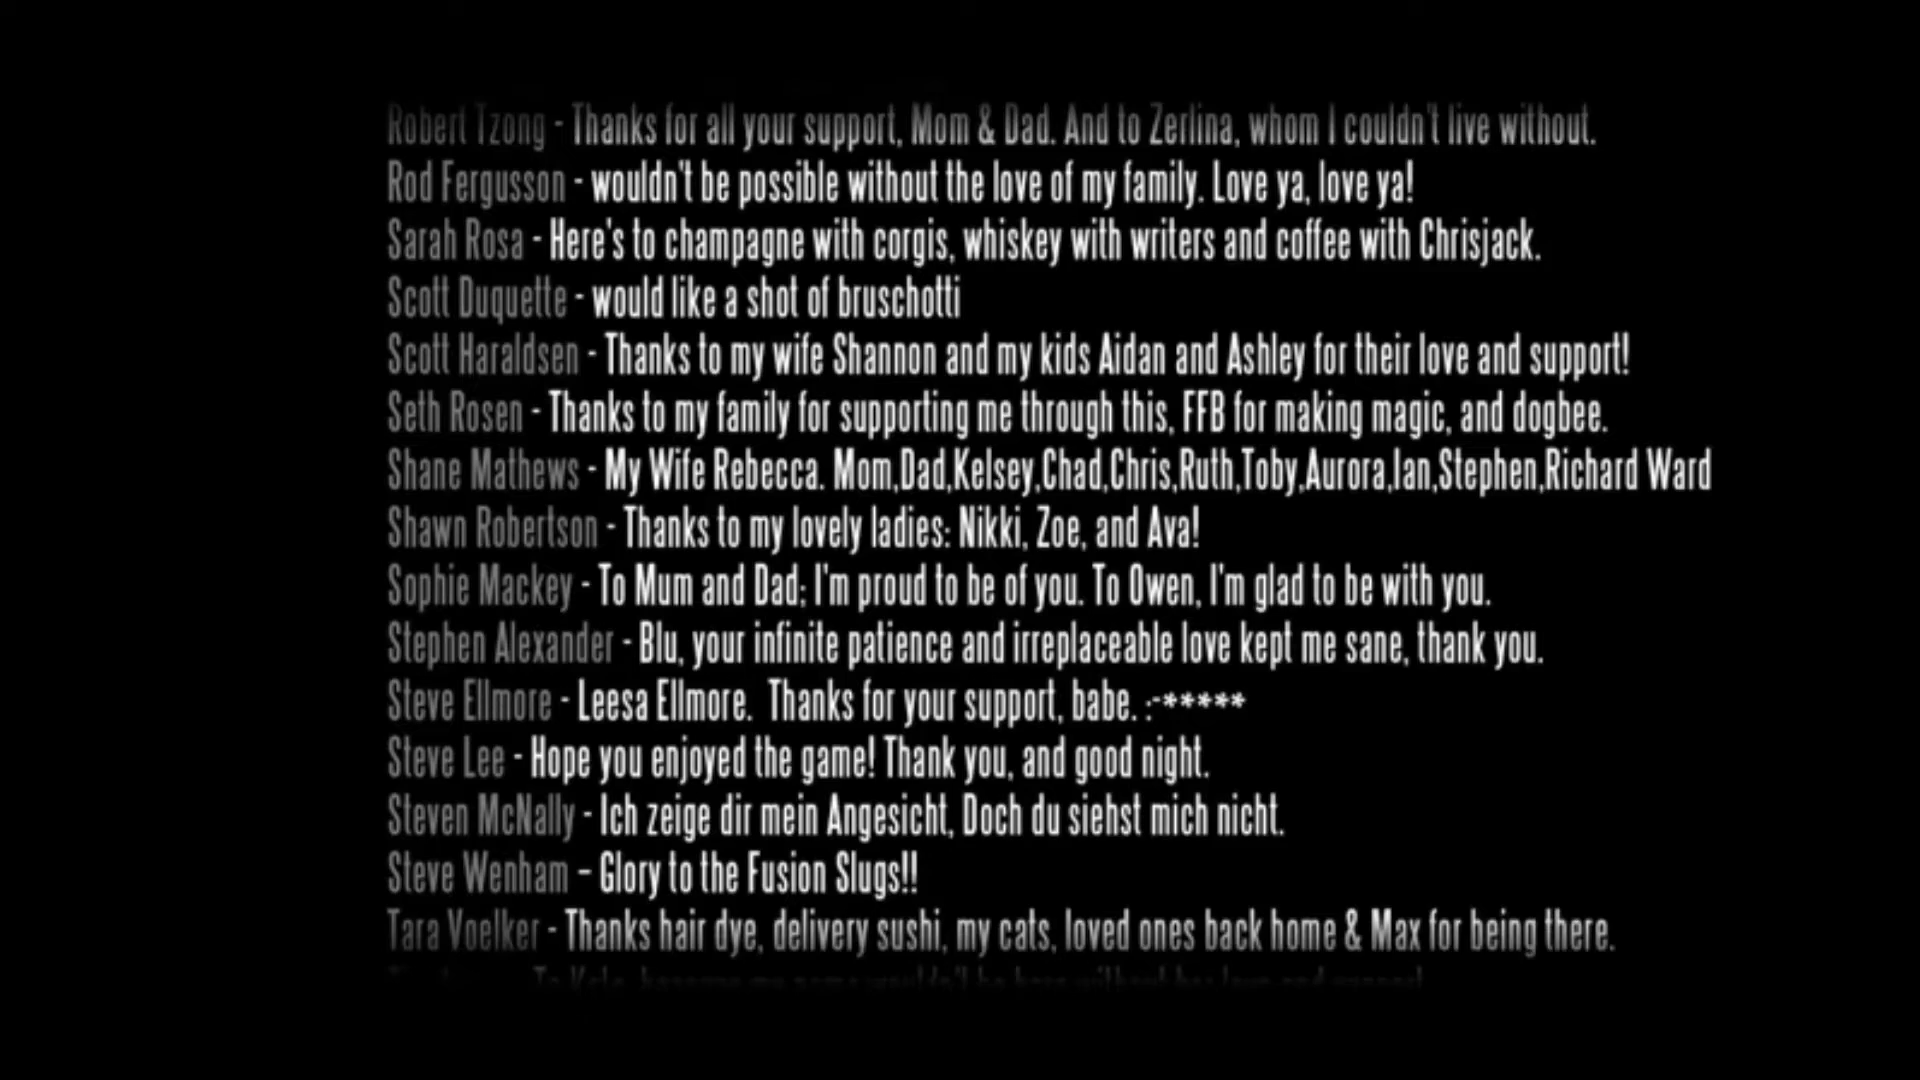 Robert Tzong - Thanks for all your support, Mom & Dad. And to Zerlina, whom I couldn't live without.
Rod Fergusson - wouldn't be possible without the love of my family. Love ya, love ya!
Sarah Rosa - Here's to champagne with corgis, whiskey with writers and coffee with Chrisjack.
Scott Duquette - would like a shot of bruschotti
Scott Haraldsen - Thanks to my wife Shannon and my kids Aidan and Ashley for their love and support!
Seth Rosen - Thanks to my family for supporting me through this, FFB for making magic, and dogbee.
Shane Mathews - My Wife Rebecca. Mom,Dad,Kelsey,Chad,Chris,Ruth,Toby,Aurora,Ian,Stephen,Richard Ward
Shawn Robertson - Thanks to my lovely ladies: Nikki, Zoe, and Ava!
Sophie Mackey - To Mum and Dad; I'm proud to be of you. To Owen, I'm glad to be with you.
Stephen Alexander - Blu, your infinite patience and irreplaceable love kept me sane, thank you.
Steve Ellmore - Leesa Ellmore.  Thanks for your support, babe. :-*****
Steve Lee - Hope you enjoyed the game! Thank you, and good night.
Steven McNally - Ich zeige dir mein Angesicht, Doch du siehst mich nicht.
Steve Wenham – Glory to the Fusion Slugs!!
Tara Voelker - Thanks hair dye, delivery sushi, my cats, loved ones back home & Max for being there.